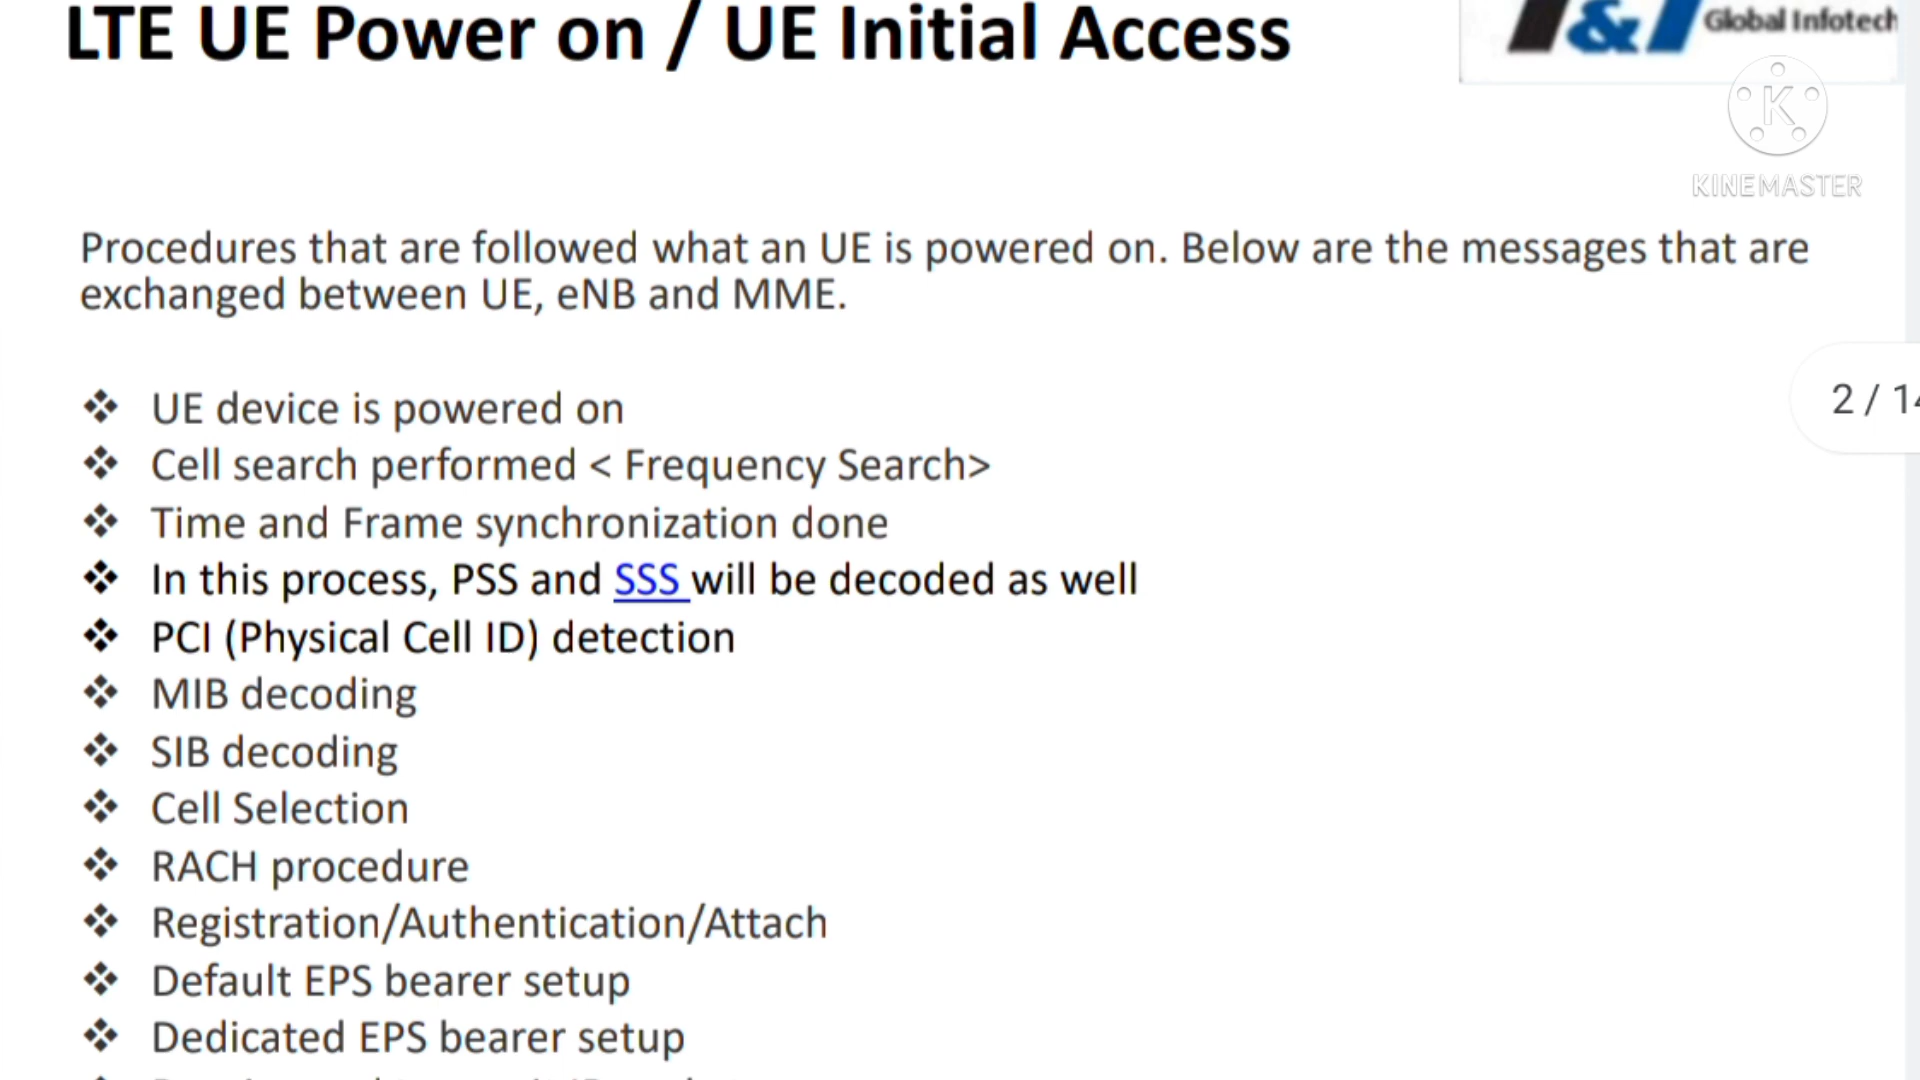 LTE UE Power on / UE Initial Access
Global Infotech
KINEMASTER
Procedures that are followed what an UE is powered on. Below are the messages that are
exchanged between UE, eNB and MME.
2 / 14
❖ UE device is powered on
❖ Cell search performed < Frequency Search>
❖ Time and Frame synchronization done
❖ In this process, PSS and SSS will be decoded as well
❖ PCI (Physical Cell ID) detection
❖ MIB decoding
❖ SIB decoding
❖ Cell Selection
❖ RACH procedure
❖ Registration/Authentication/Attach
❖ Default EPS bearer setup
❖ Dedicated EPS bearer setup